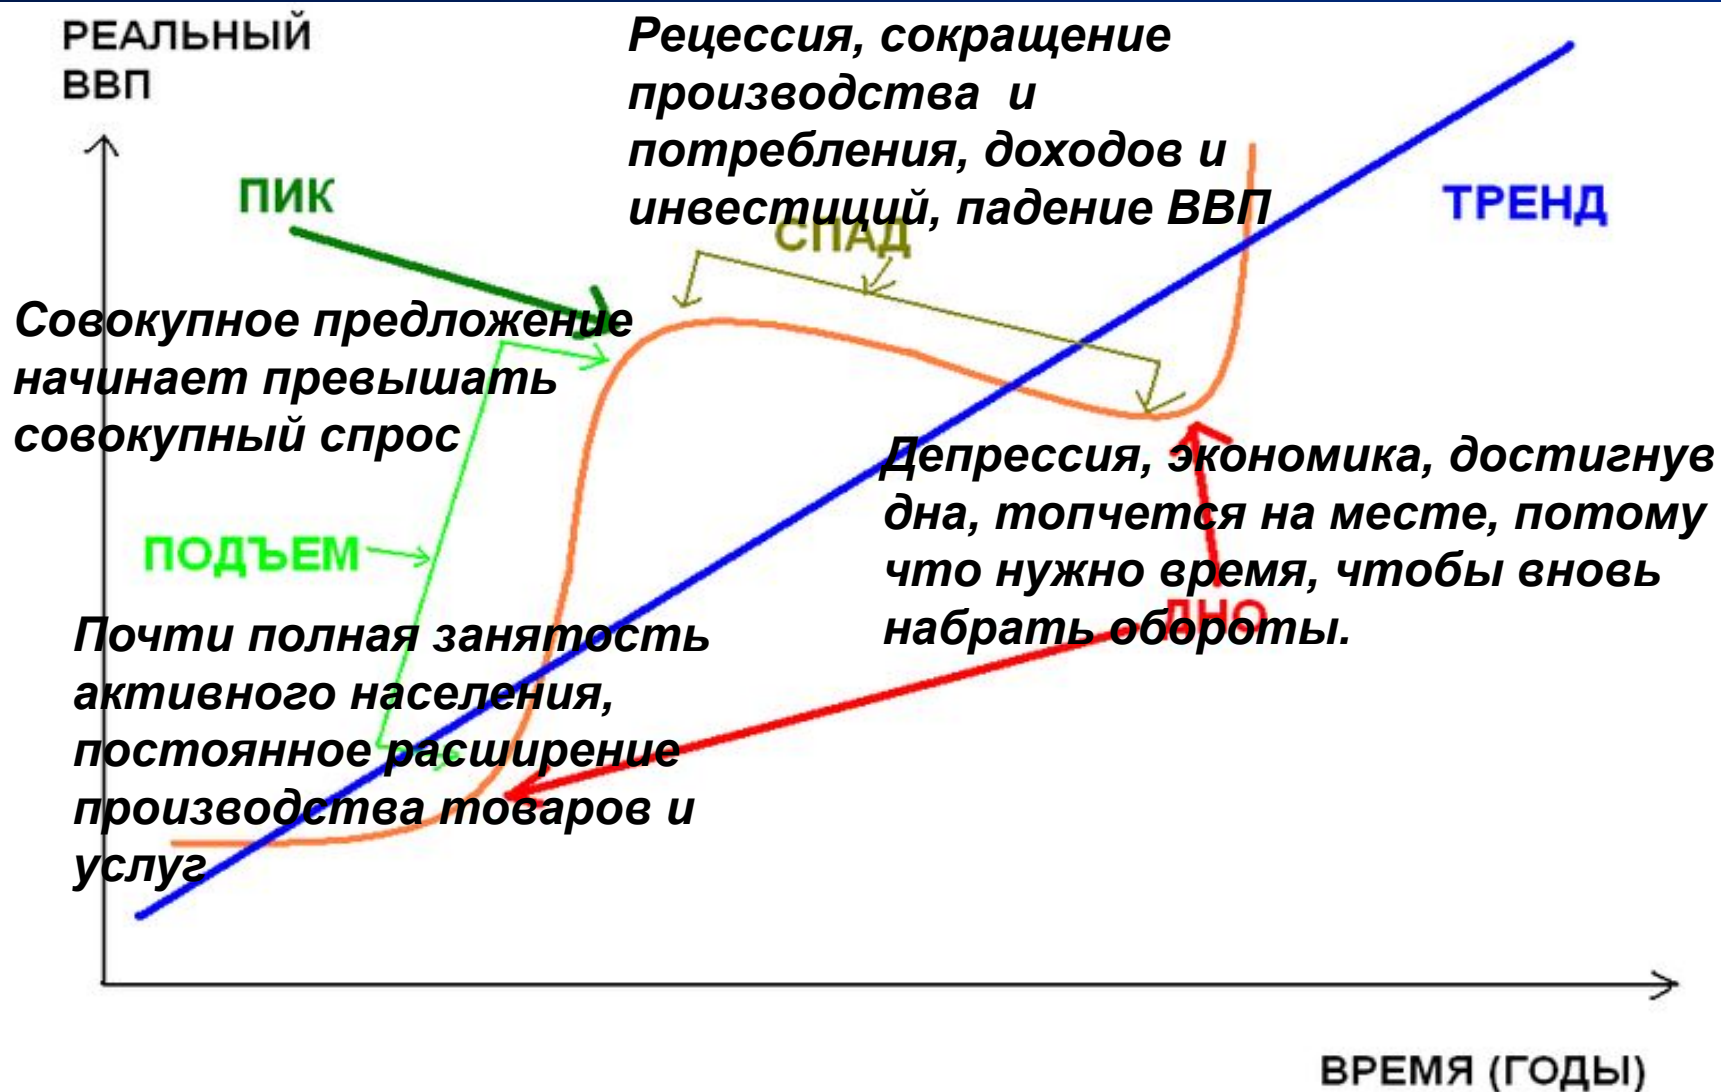 РЕАЛЬНЫЙ
ВВП
Рецессия, сокращение
производства и
потребления, доходов и
инвестиций, падение ВВП
ПИК
ТРЕНД
СПАД
Совокупное предложение
начинает превышать
совокупный спрос
Депрессия, экономика, достигнув
дна, топчется на месте, потому
что нужно время, чтобы вновь
набрать обороты.
ПОДЪЕМ
ДНО
Почти полная занятость
активного населения,
постоянное расширение
производства товаров и
услуг
ВРЕМЯ (ГОДЫ)